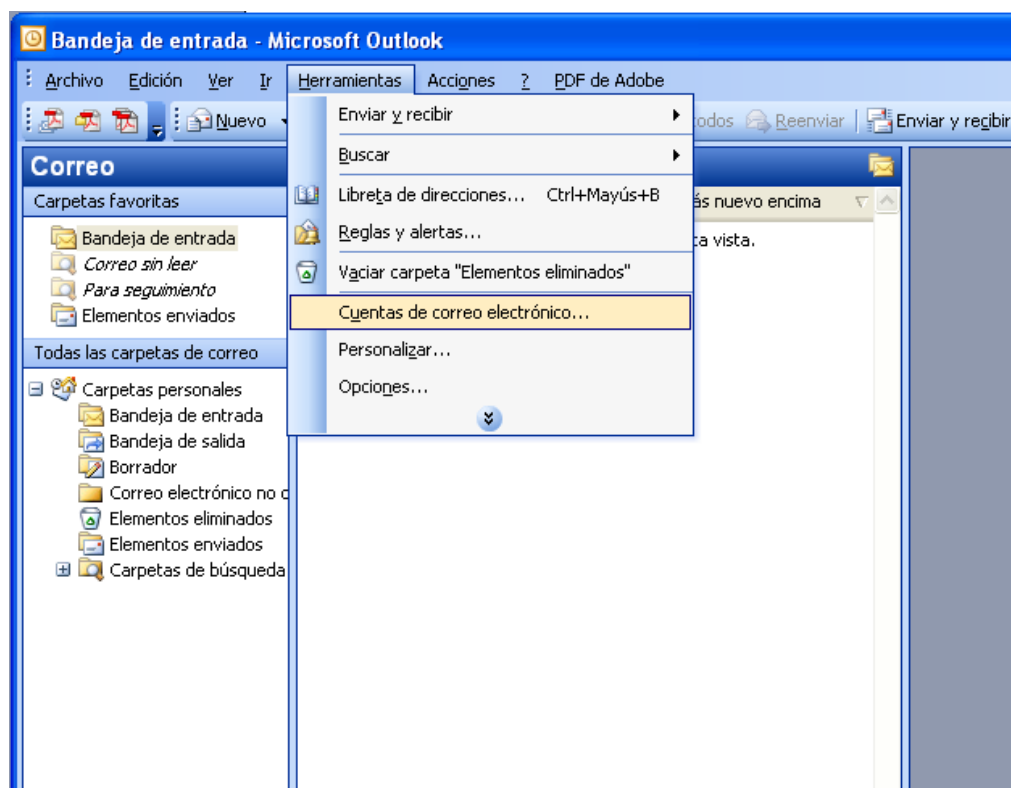 Bandeja de entrada - Microsoft Outlook
Archivo Edición Ver Ir Herramientas Acciones ? PDF de Adobe
Nuevo todos Reenviar Enviar y recibir
Correo
Carpetas favoritas
Bandeja de entrada
Correo sin leer
Para seguimiento
Elementos enviados
Todas las carpetas de correo
Carpetas personales
Bandeja de entrada
Bandeja de salida
Borrador
Correo electrónico no
Elementos eliminados
Elementos enviados
Carpetas de búsqueda
Enviar y recibir
Buscar
Libreta de direcciones... Ctrl+Mayús+B
Reglas y alertas...
Vaciar carpeta "Elementos eliminados"
Cuentas de correo electrónico...
Personalizar...
Opciones...
nuevo encima
vista.